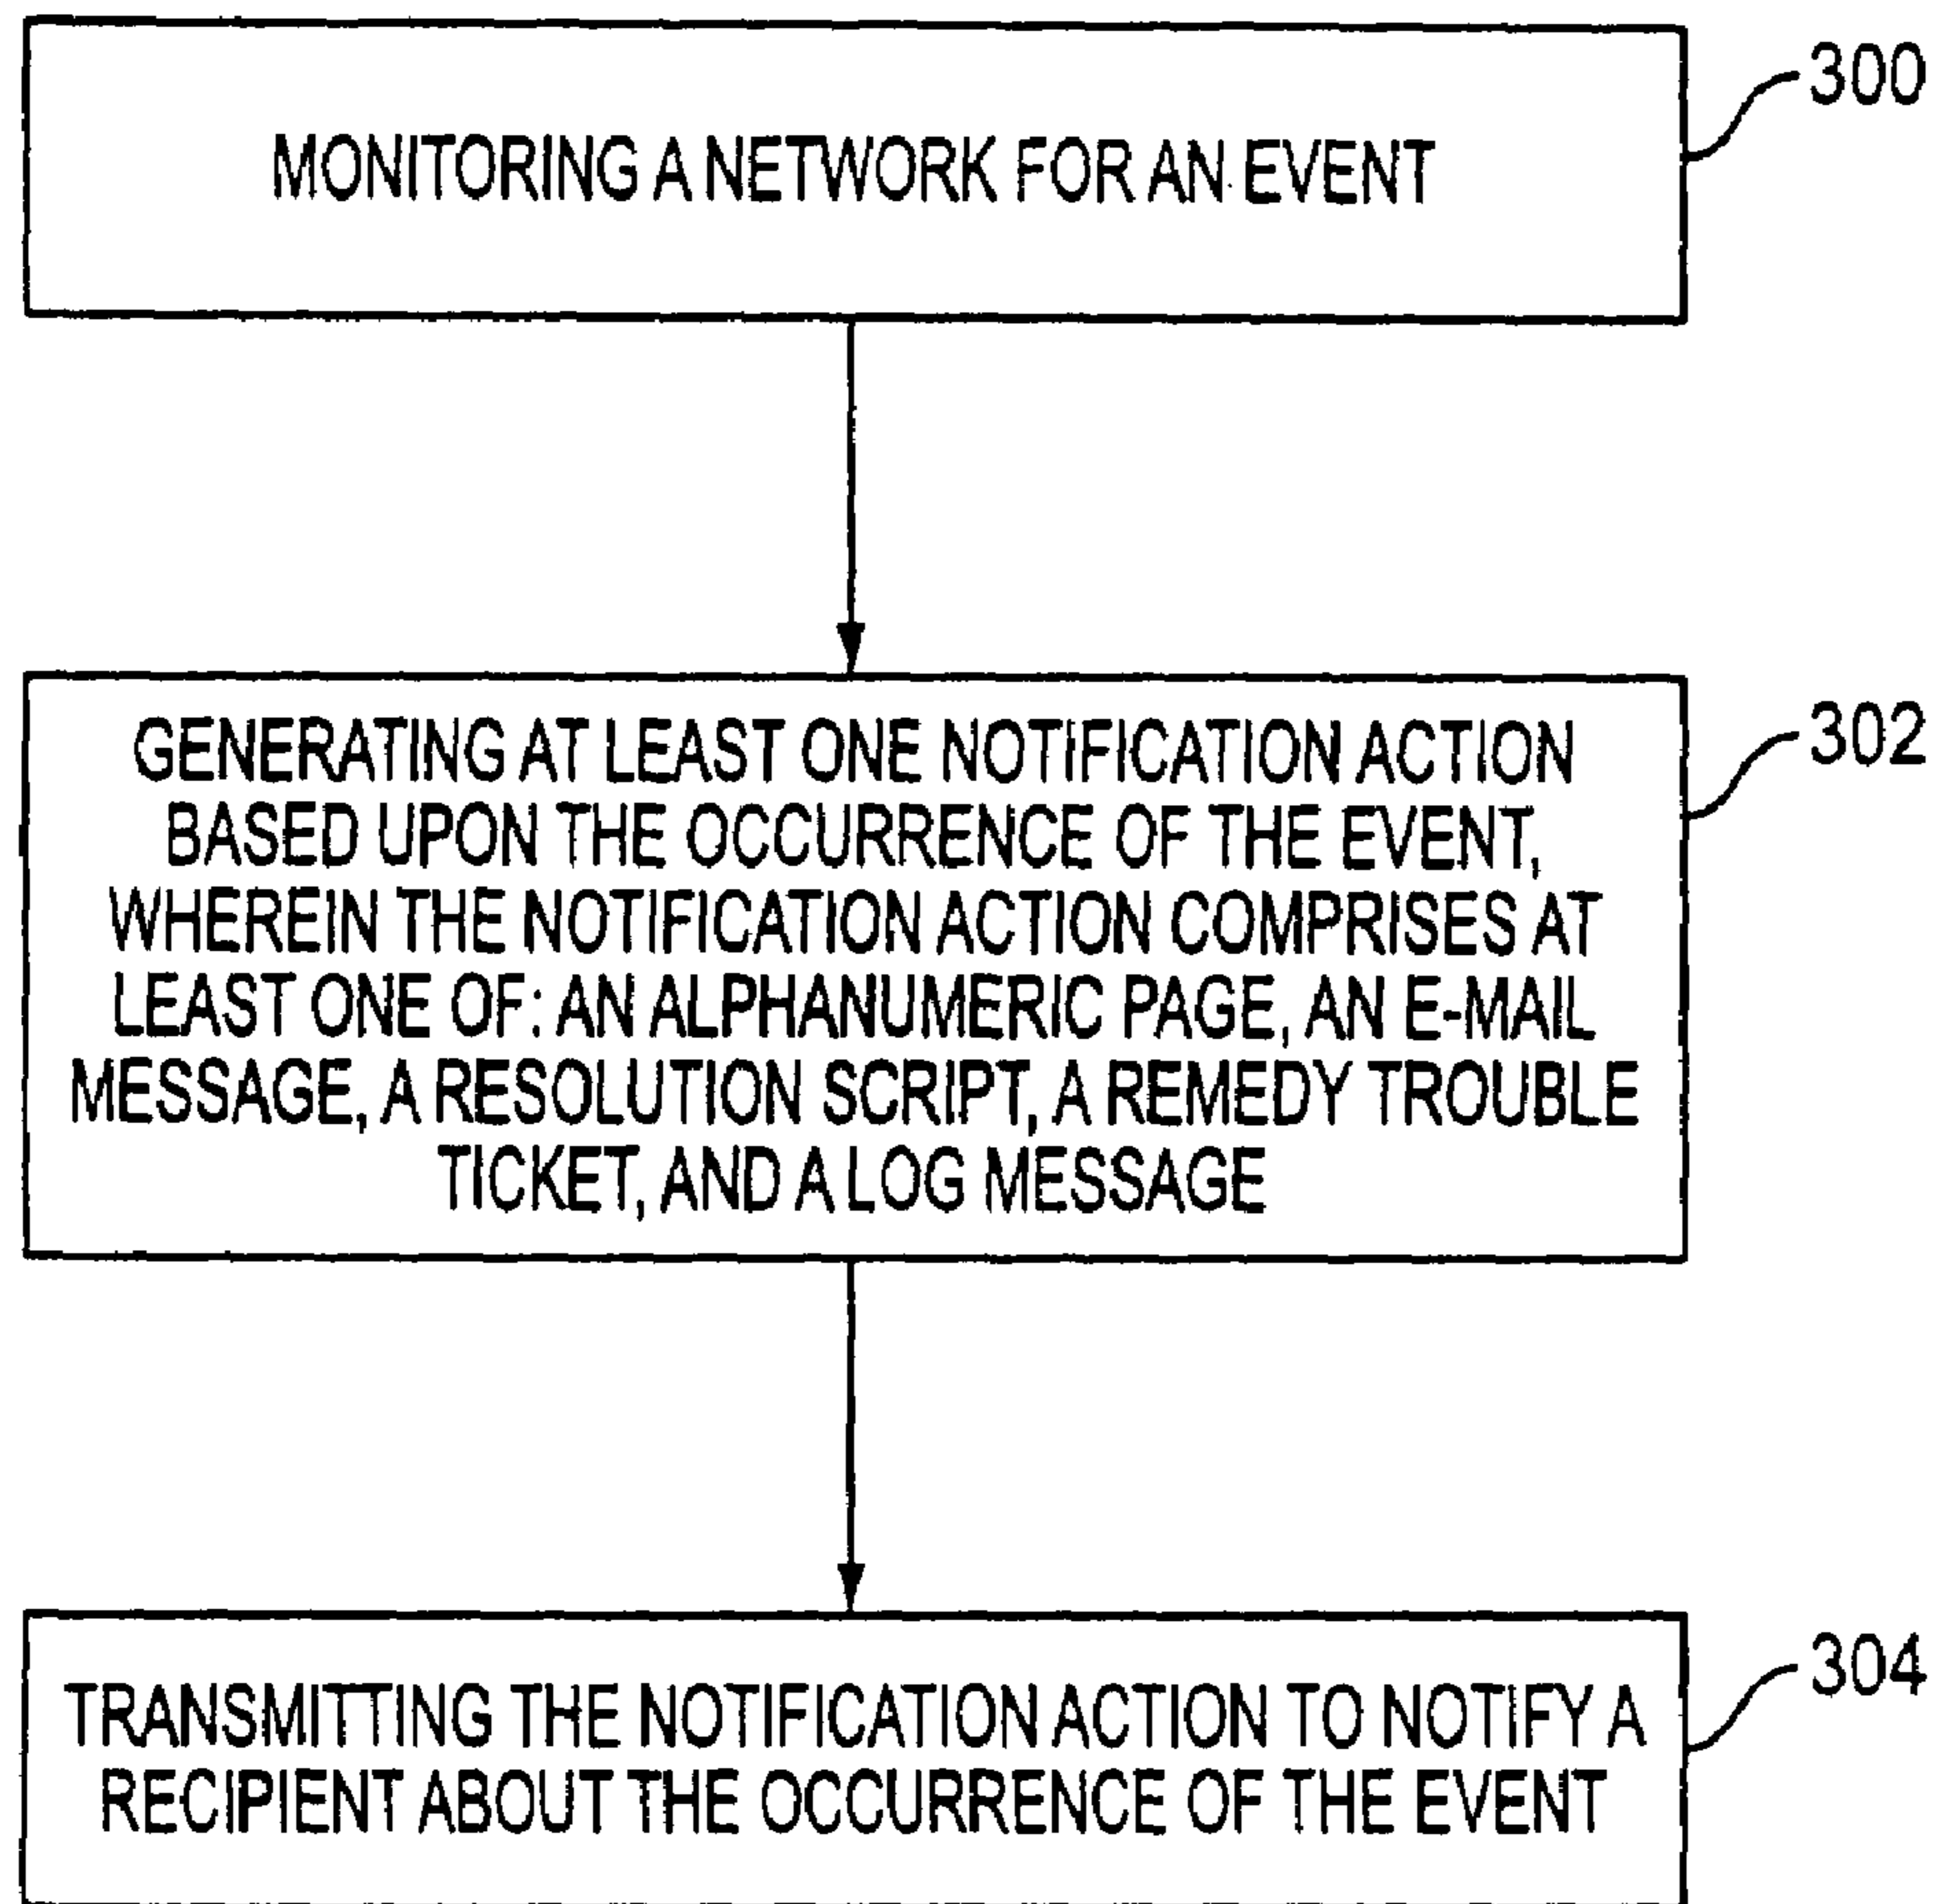 MONITORING A NETWORK FOR AN EVENT
300
GENERATING AT LEAST ONE NOTIFICATION ACTION
BASED UPON THE OCCURRENCE OF THE EVENT,
WHEREIN THE NOTIFICATION ACTION COMPRISES AT
LEAST ONE OF: AN ALPHANUMERIC PAGE, AN E-MAIL
MESSAGE, A RESOLUTION SCRIPT, A REMEDY TROUBLE
TICKET, AND A LOG MESSAGE
302
TRANSMITTING THE NOTIFICATION ACTION TO NOTIFY A
RECIPIENT ABOUT THE OCCURRENCE OF THE EVENT
304